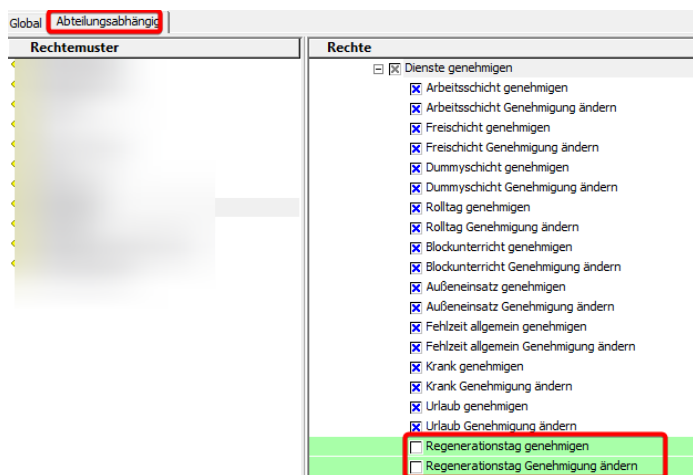 Global Abteilungsabhängig
Rechtemuster Rechte
Dienste genehmigen
Arbeitsschicht genehmigen
Arbeitsschicht Genehmigung ändern
Freischicht genehmigen
Freischicht Genehmigung ändern
Dummyschicht genehmigen
Dummyschicht Genehmigung ändern
Rolltag genehmigen
Rolltag Genehmigung ändern
Blockunterricht genehmigen
Blockunterricht Genehmigung ändern
Außeneinsatz genehmigen
Außeneinsatz Genehmigung ändern
Fehlzeit allgemein genehmigen
Fehlzeit allgemein Genehmigung ändern
Krank genehmigen
Krank Genehmigung ändern
Urlaub genehmigen
Urlaub Genehmigung ändern
Regenerationstag genehmigen
Regenerationstag Genehmigung ändern